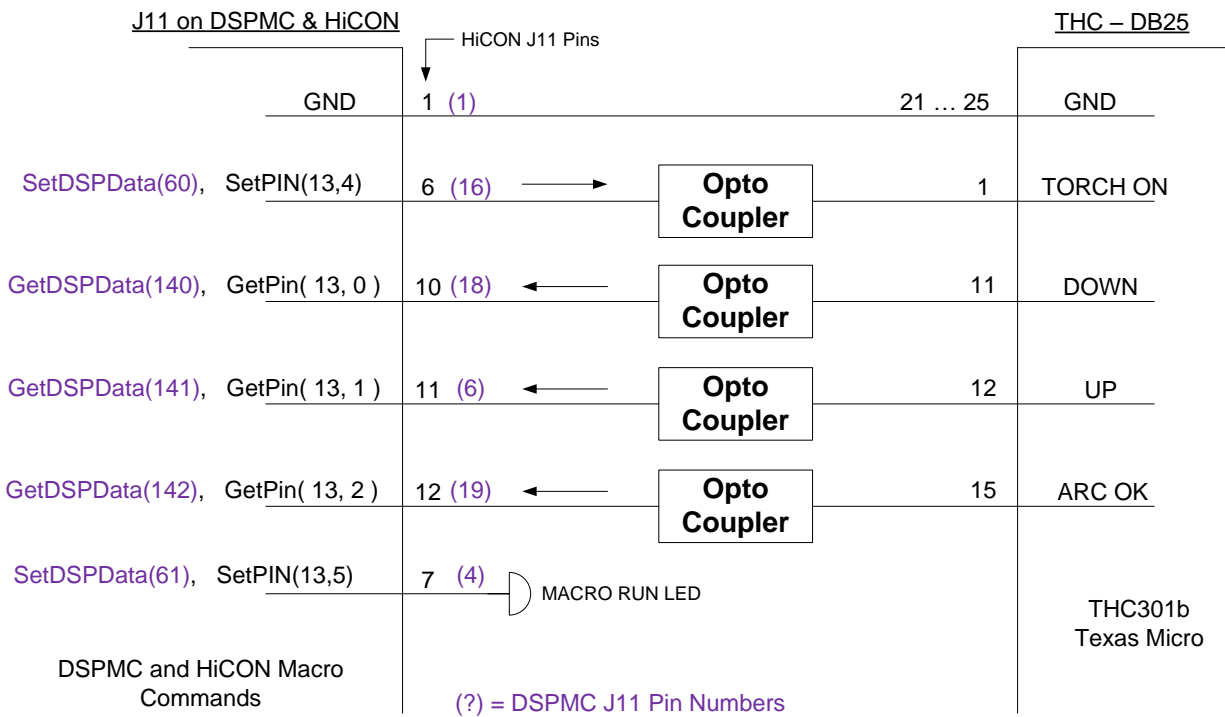 J11 on DSPMC & HiCON
THC – DB25
HiCON J11 Pins
GND 1 (1) 21 … 25 GND
SetDSPData(60), SetPIN(13,4) 6 (16) Opto Coupler 1 TORCH ON
GetDSPData(140), GetPin( 13, 0 ) 10 (18) Opto Coupler 11 DOWN
GetDSPData(141), GetPin( 13, 1 ) 11 (6) Opto Coupler 12 UP
GetDSPData(142), GetPin( 13, 2 ) 12 (19) Opto Coupler 15 ARC OK
SetDSPData(61), SetPIN(13,5) 7 (4) MACRO RUN LED
THC301b
Texas Micro
DSPMC and HiCON Macro
Commands
(?) = DSPMC J11 Pin Numbers